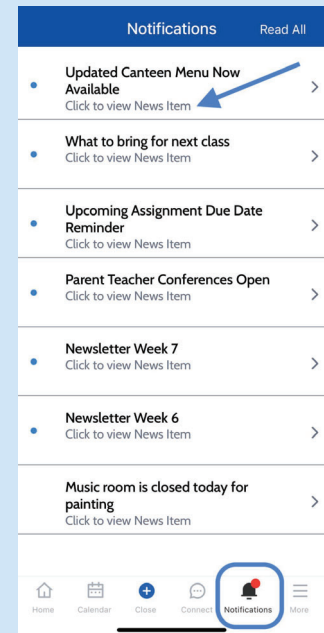 Notifications
Read All
Updated Canteen Menu Now
Available
Click to view News Item
What to bring for next class
Click to view News Item
Upcoming Assignment Due Date
Reminder
Click to view News Item
Parent Teacher Conferences Open
Click to view News Item
Newsletter Week 7
Click to view News Item
Newsletter Week 6
Click to view News Item
Music room is closed today for
painting
Click to view News Item
Home Calendar Close Connect Notifications More